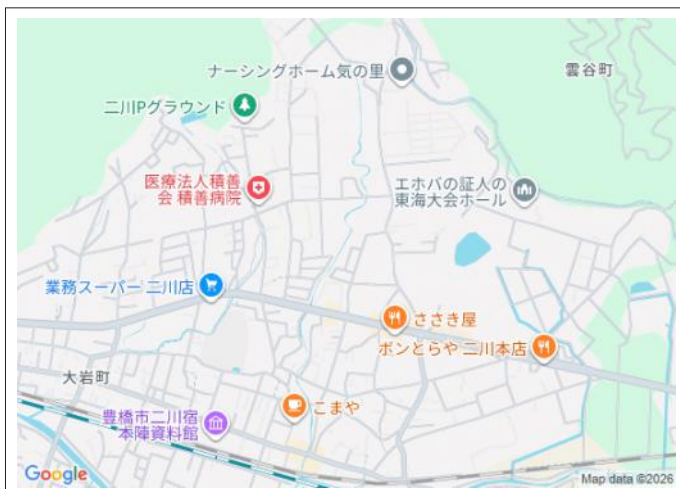 ナーシングホーム気の里
雲谷町
二川Pグラウンド
医療法人積善
会 積善病院
エホバの証人の
東海大会ホール
業務スーパー 二川店
ささき屋
ボンとらや 二川本店
大岩町
こまや
豊橋市二川宿
本陣資料館
Google
Map data ©2026